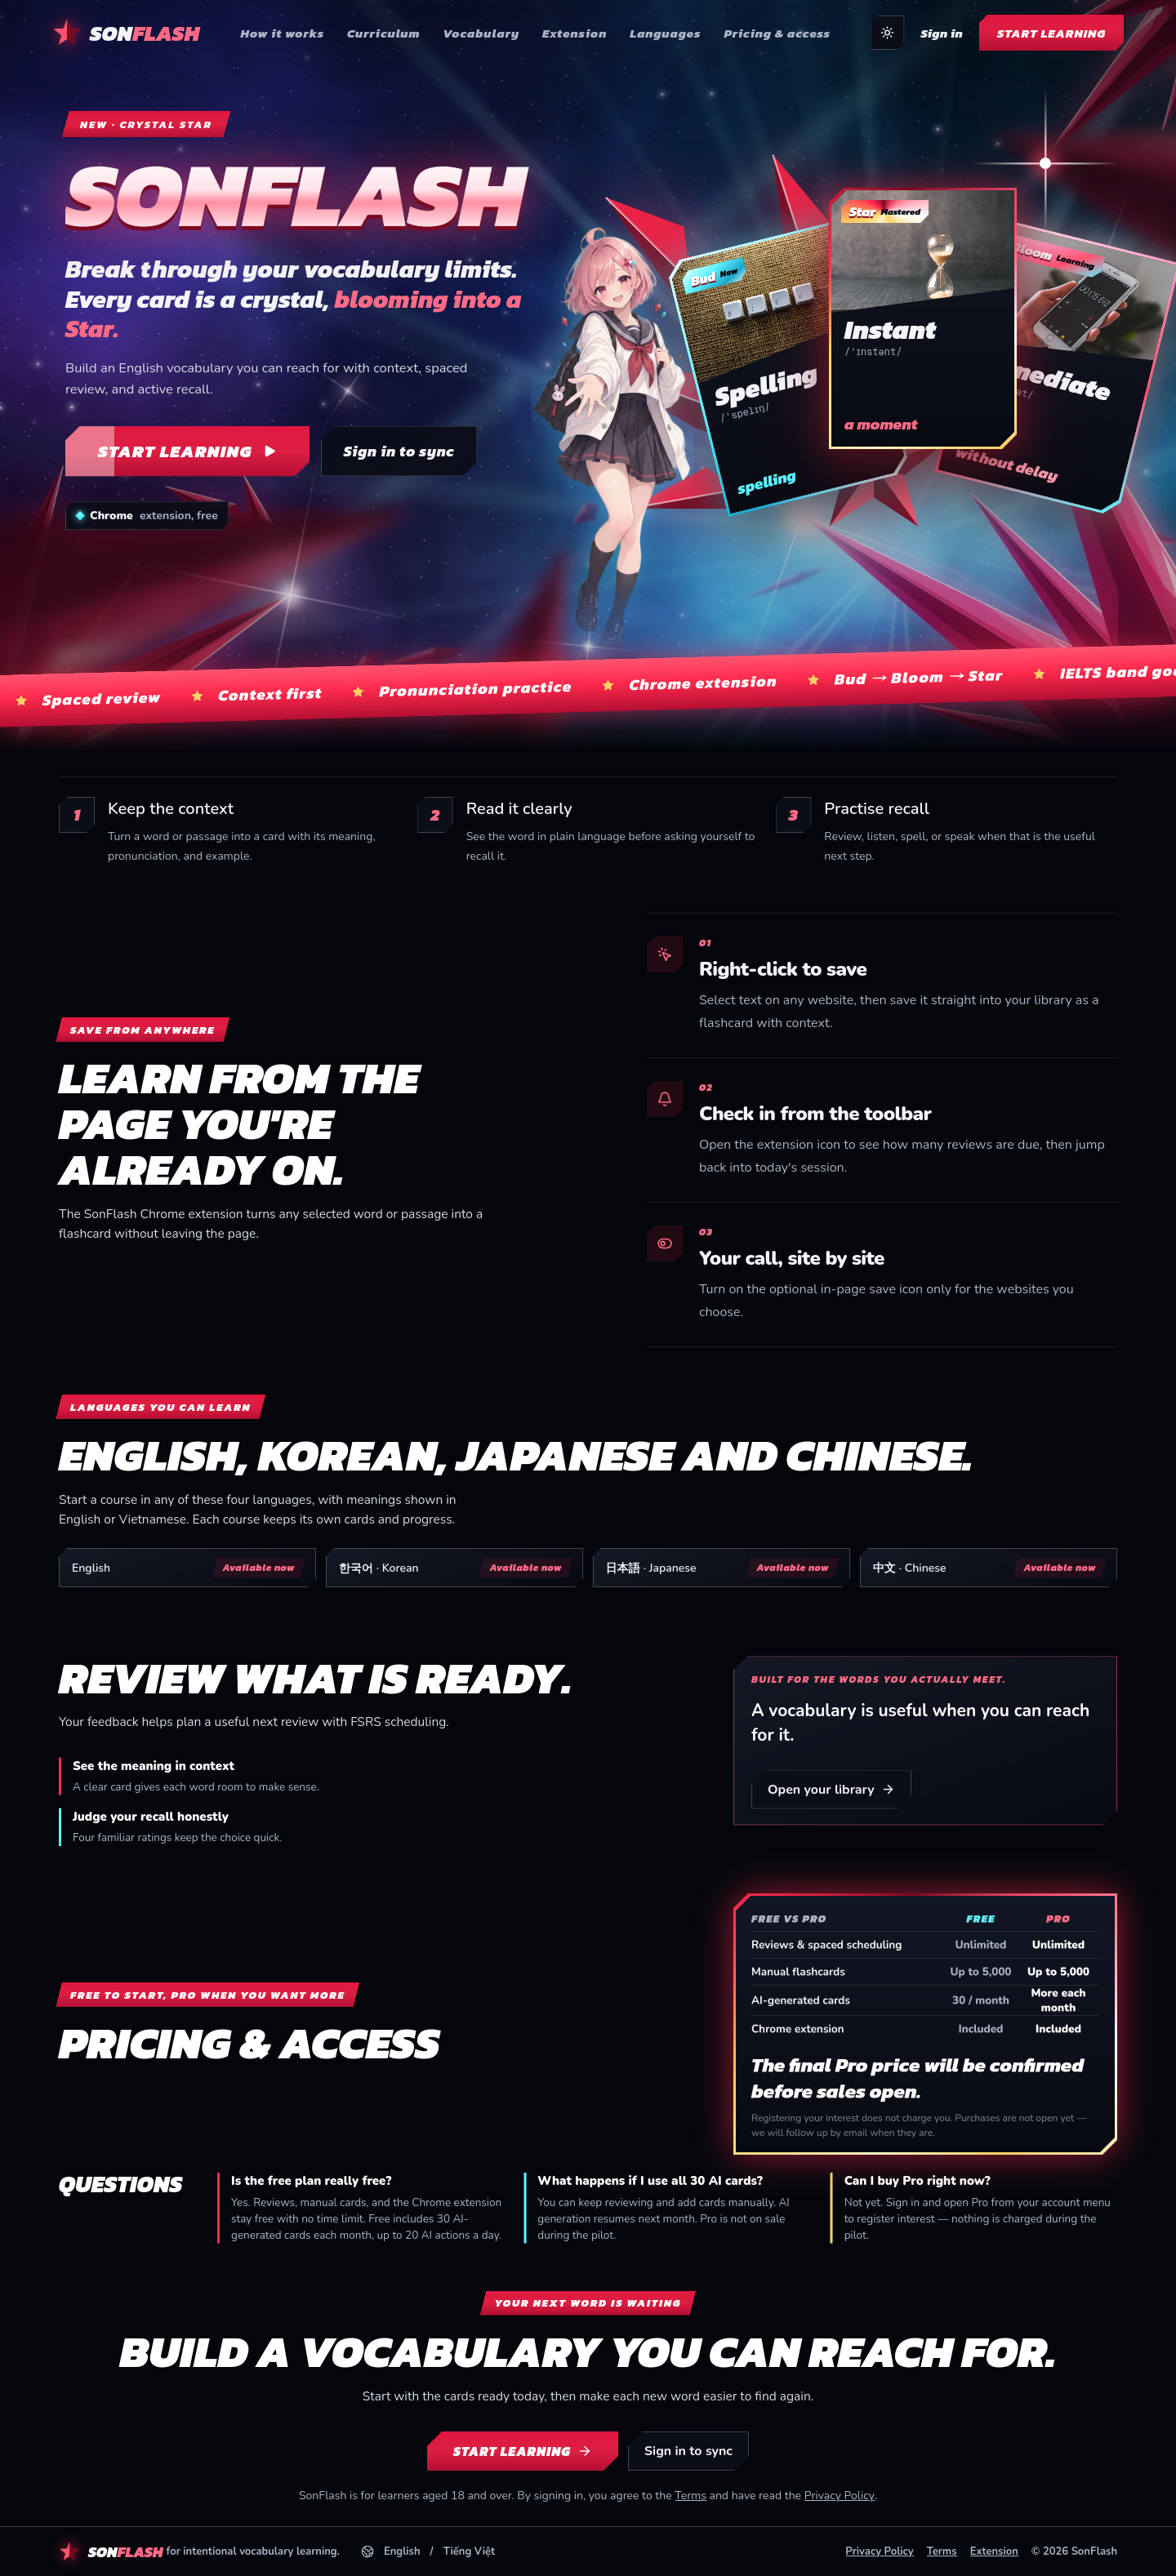 SONFLASH
How it works
Curriculum
Vocabulary
Extension
Languages
Pricing & access
Sign in
START LEARNING
NEW · CRYSTAL STAR
SONFLASH
Break through your vocabulary limits.
Every card is a crystal, blooming into a
Star.
Build an English vocabulary you can reach for with context, spaced
review, and active recall.
START LEARNING
Sign in to sync
Chrome extension, free
Bud New
Spelling
/ˈspelɪŋ/
spelling
Star Mastered
Instant
/ˈɪnstənt/
a moment
Bloom Learning
mediate
without delay
Spaced review
Context first
Pronunciation practice
Chrome extension
Bud → Bloom → Star
IELTS band goa
1
Keep the context
Turn a word or passage into a card with its meaning,
pronunciation, and example.
2
Read it clearly
See the word in plain language before asking yourself to
recall it.
3
Practise recall
Review, listen, spell, or speak when that is the useful
next step.
SAVE FROM ANYWHERE
LEARN FROM THE
PAGE YOU'RE
ALREADY ON.
The SonFlash Chrome extension turns any selected word or passage into a
flashcard without leaving the page.
01
Right-click to save
Select text on any website, then save it straight into your library as a
flashcard with context.
02
Check in from the toolbar
Open the extension icon to see how many reviews are due, then jump
back into today's session.
03
Your call, site by site
Turn on the optional in-page save icon only for the websites you
choose.
LANGUAGES YOU CAN LEARN
ENGLISH, KOREAN, JAPANESE AND CHINESE.
Start a course in any of these four languages, with meanings shown in
English or Vietnamese. Each course keeps its own cards and progress.
English
Available now
한국어 · Korean
Available now
日本語 · Japanese
Available now
中文 · Chinese
Available now
REVIEW WHAT IS READY.
Your feedback helps plan a useful next review with FSRS scheduling.
See the meaning in context
A clear card gives each word room to make sense.
Judge your recall honestly
Four familiar ratings keep the choice quick.
BUILT FOR THE WORDS YOU ACTUALLY MEET.
A vocabulary is useful when you can reach
for it.
Open your library
FREE TO START, PRO WHEN YOU WANT MORE
PRICING & ACCESS
FREE VS PRO FREE PRO
Reviews & spaced scheduling Unlimited Unlimited
Manual flashcards Up to 5,000 Up to 5,000
AI-generated cards 30 / month More each month
Chrome extension Included Included
The final Pro price will be confirmed
before sales open.
Registering your interest does not charge you. Purchases are not open yet —
we will follow up by email when they are.
QUESTIONS
Is the free plan really free?
Yes. Reviews, manual cards, and the Chrome extension
stay free with no time limit. Free includes 30 AI-
generated cards each month, up to 20 AI actions a day.
What happens if I use all 30 AI cards?
You can keep reviewing and add cards manually. AI
generation resumes next month. Pro is not on sale
during the pilot.
Can I buy Pro right now?
Not yet. Sign in and open Pro from your account menu
to register interest — nothing is charged during the
pilot.
YOUR NEXT WORD IS WAITING
BUILD A VOCABULARY YOU CAN REACH FOR.
Start with the cards ready today, then make each new word easier to find again.
START LEARNING
Sign in to sync
SonFlash is for learners aged 18 and over. By signing in, you agree to the Terms and have read the Privacy Policy.
SONFLASH for intentional vocabulary learning.
English / Tiếng Việt
Privacy Policy
Terms
Extension
© 2026 SonFlash